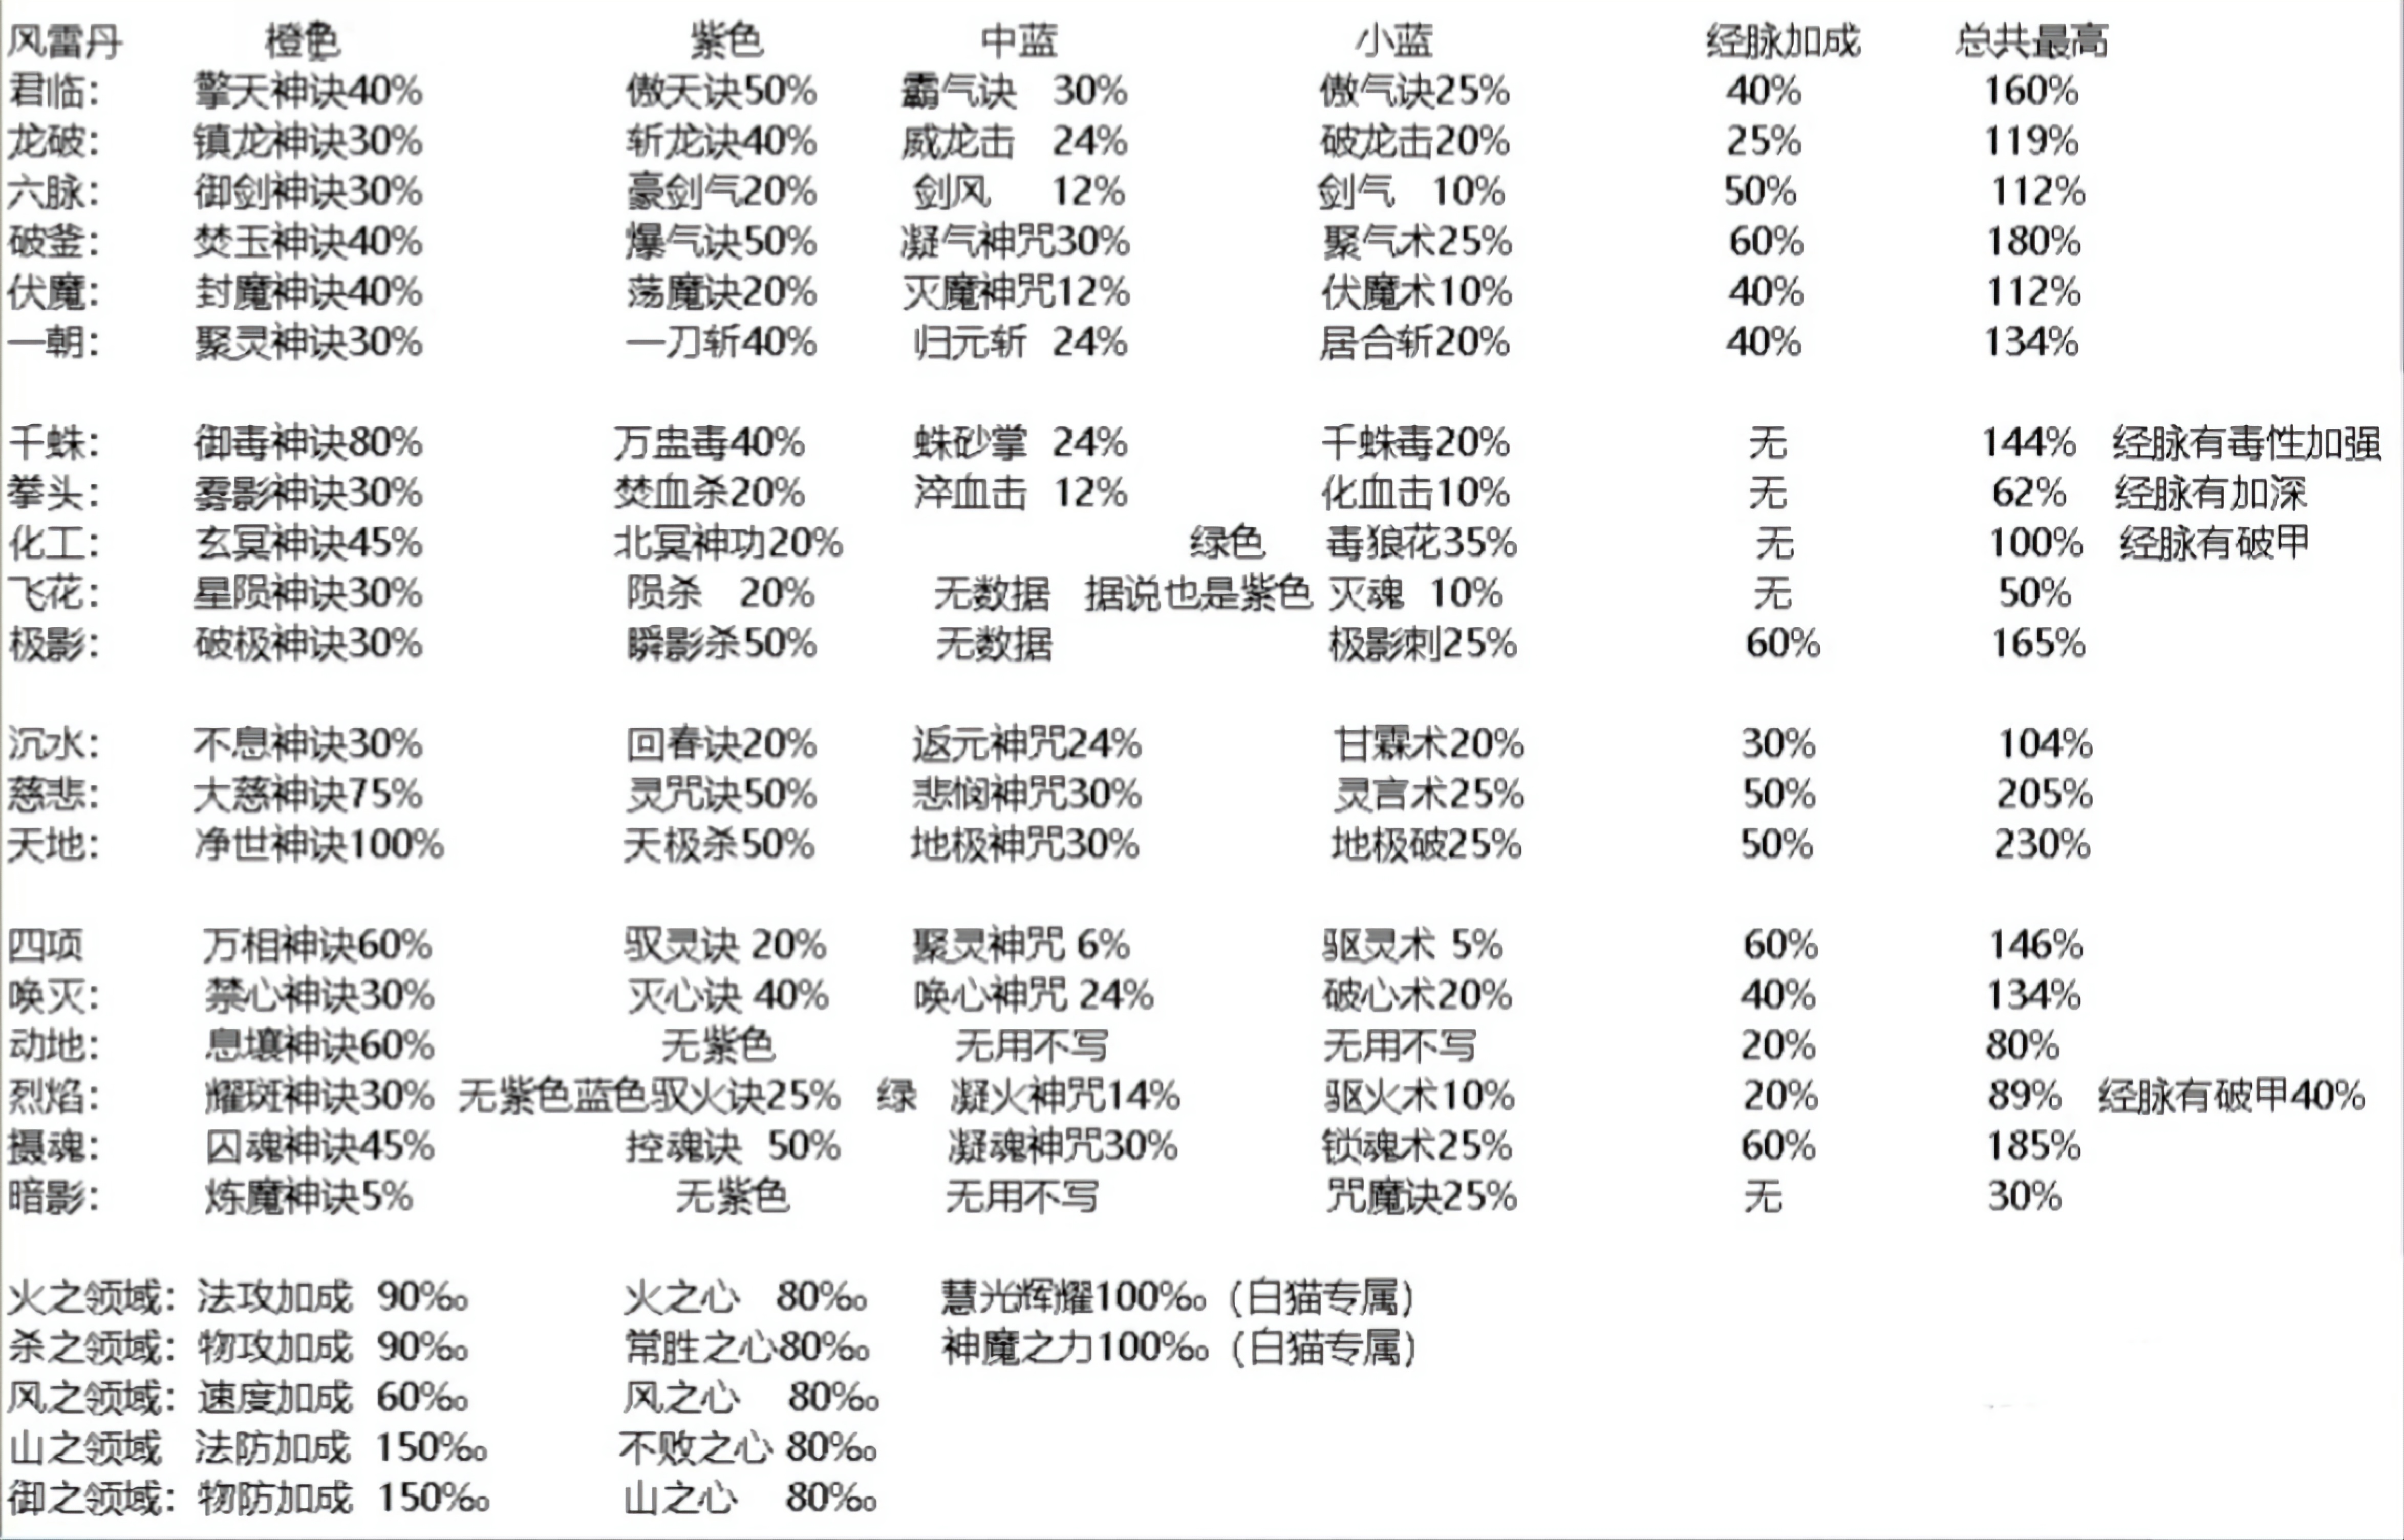 风雷丹 橙色 紫色 中蓝 小蓝 经脉加成 总共最高
君临： 擎天神诀40% 傲天诀50% 霸气诀 30% 傲气诀25% 40% 160%
龙破： 镇龙神诀30% 斩龙诀40% 威龙击 24% 破龙击20% 25% 119%
六脉： 御剑神诀30% 豪剑气20% 剑风 12% 剑气 10% 50% 112%
破釜： 焚玉神诀40% 爆气诀50% 凝气神咒30% 聚气术25% 60% 180%
伏魔： 封魔神诀40% 荡魔诀20% 灭魔神咒12% 伏魔术10% 40% 112%
一朝： 聚灵神诀30% 一刀斩40% 归元斩 24% 居合斩20% 40% 134%
千蛛： 御毒神诀80% 万蛊毒40% 蛛砂掌 24% 千蛛毒20% 无 144% 经脉有毒性加强
拳头： 雾影神诀30% 焚血杀20% 淬血击 12% 化血击10% 无 62% 经脉有加深
化工： 玄冥神诀45% 北冥神功20% 绿色 毒狼花35% 无 100% 经脉有破甲
飞花： 星陨神诀30% 陨杀 20% 无数据 据说也是紫色 灭魂 10% 无 50%
极影： 破极神诀30% 瞬影杀50% 无数据 极影刺25% 60% 165%
沉水： 不息神诀30% 回春诀20% 返元神咒24% 甘霖术20% 30% 104%
慈悲： 大慈神诀75% 灵咒诀50% 悲悯神咒30% 灵言术25% 50% 205%
天地： 净世神诀100% 天极杀50% 地极神咒30% 地极破25% 50% 230%
四项 万相神诀60% 驭灵诀 20% 聚灵神咒 6% 驱灵术 5% 60% 146%
唤灭： 禁心神诀30% 灭心诀 40% 唤心神咒 24% 破心术20% 40% 134%
动地： 息壤神诀60% 无紫色 无用不写 无用不写 20% 80%
烈焰： 耀斑神诀30% 无紫色蓝色驭火诀25% 绿 凝火神咒14% 驱火术10% 20% 89% 经脉有破甲40%
摄魂： 囚魂神诀45% 控魂诀 50% 凝魂神咒30% 锁魂术25% 60% 185%
暗影： 炼魔神诀5% 无紫色 无用不写 咒魔诀25% 无 30%
火之领域：法攻加成 90‰ 火之心 80‰ 慧光辉耀100‰（白猫专属）
杀之领域：物攻加成 90‰ 常胜之心80‰ 神魔之力100‰（白猫专属）
风之领域：速度加成 60‰ 风之心 80‰
山之领域 法防加成 150‰ 不败之心 80‰
御之领域：物防加成 150‰ 山之心 80‰